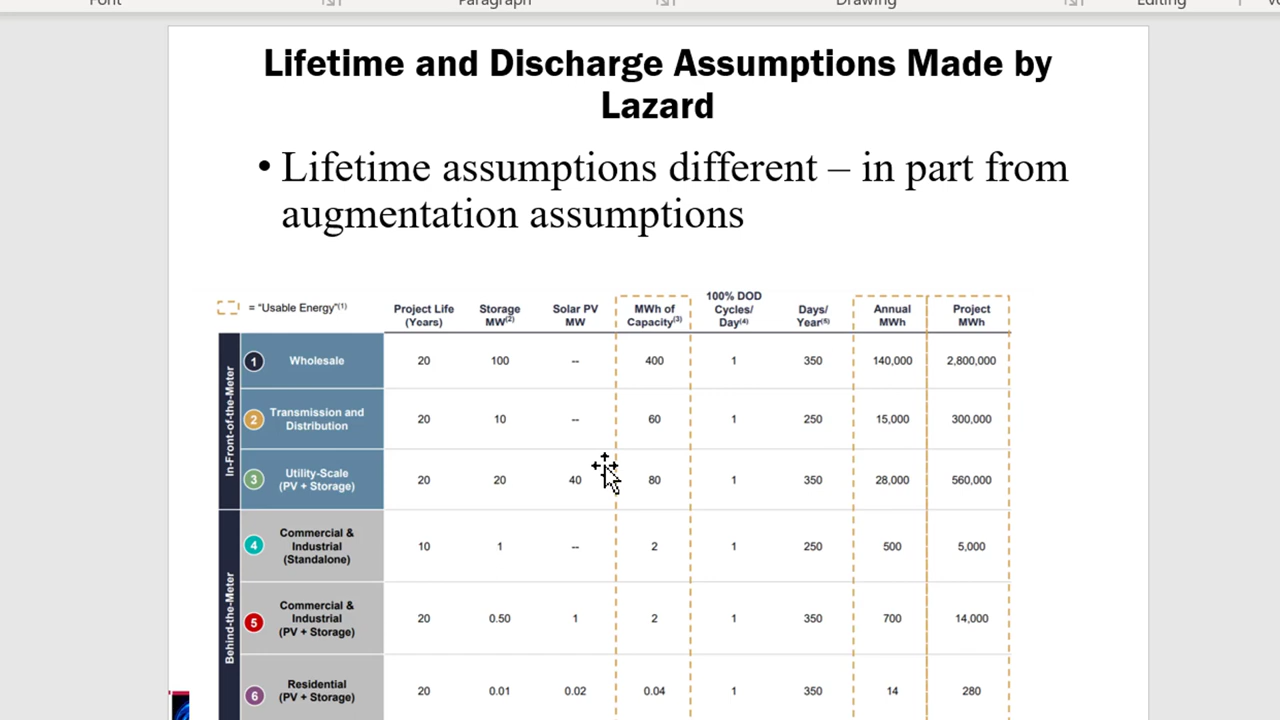 Font Paragraph Drawing Editing
Lifetime and Discharge Assumptions Made by
Lazard
• Lifetime assumptions different – in part from
augmentation assumptions
= "Usable Energy"(1)
Project Life (Years) Storage MW(2) Solar PV MW MWh of Capacity(3) 100% DOD Cycles/ Day(4) Days/ Year(5) Annual MWh Project MWh
In-Front-of-the-Meter
1 Wholesale 20 100 -- 400 1 350 140,000 2,800,000
2 Transmission and Distribution 20 10 -- 60 1 250 15,000 300,000
3 Utility-Scale (PV + Storage) 20 20 40 80 1 350 28,000 560,000
Behind-the-Meter
4 Commercial & Industrial (Standalone) 10 1 -- 2 1 250 500 5,000
5 Commercial & Industrial (PV + Storage) 20 0.50 1 2 1 350 700 14,000
6 Residential (PV + Storage) 20 0.01 0.02 0.04 1 350 14 280